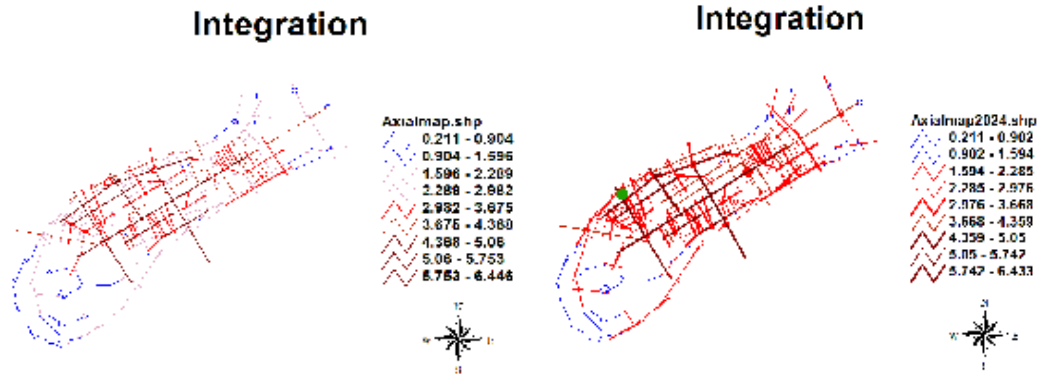 Integration
Axialmap.shp
0.211 - 0.904
0.904 - 1.596
1.596 - 2.289
2.289 - 2.982
2.982 - 3.675
3.675 - 4.368
4.368 - 5.06
5.06 - 5.753
5.753 - 6.446
Integration
Axialmap2024.shp
0.211 - 0.902
0.902 - 1.594
1.594 - 2.285
2.285 - 2.976
2.976 - 3.668
3.668 - 4.359
4.359 - 5.05
5.05 - 5.742
5.742 - 6.433